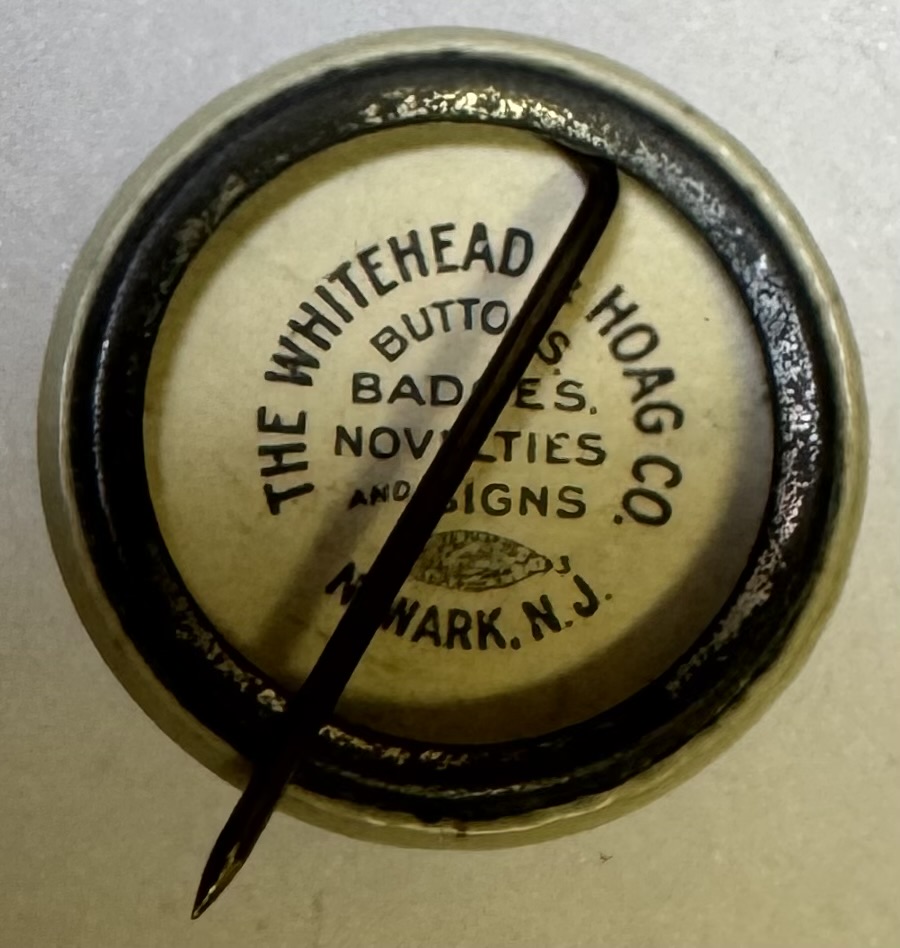 THE WHITEHEAD & HOAG CO.
BUTTONS.
BADGES.
NOVELTIES
AND SIGNS
NEWARK, N.J.